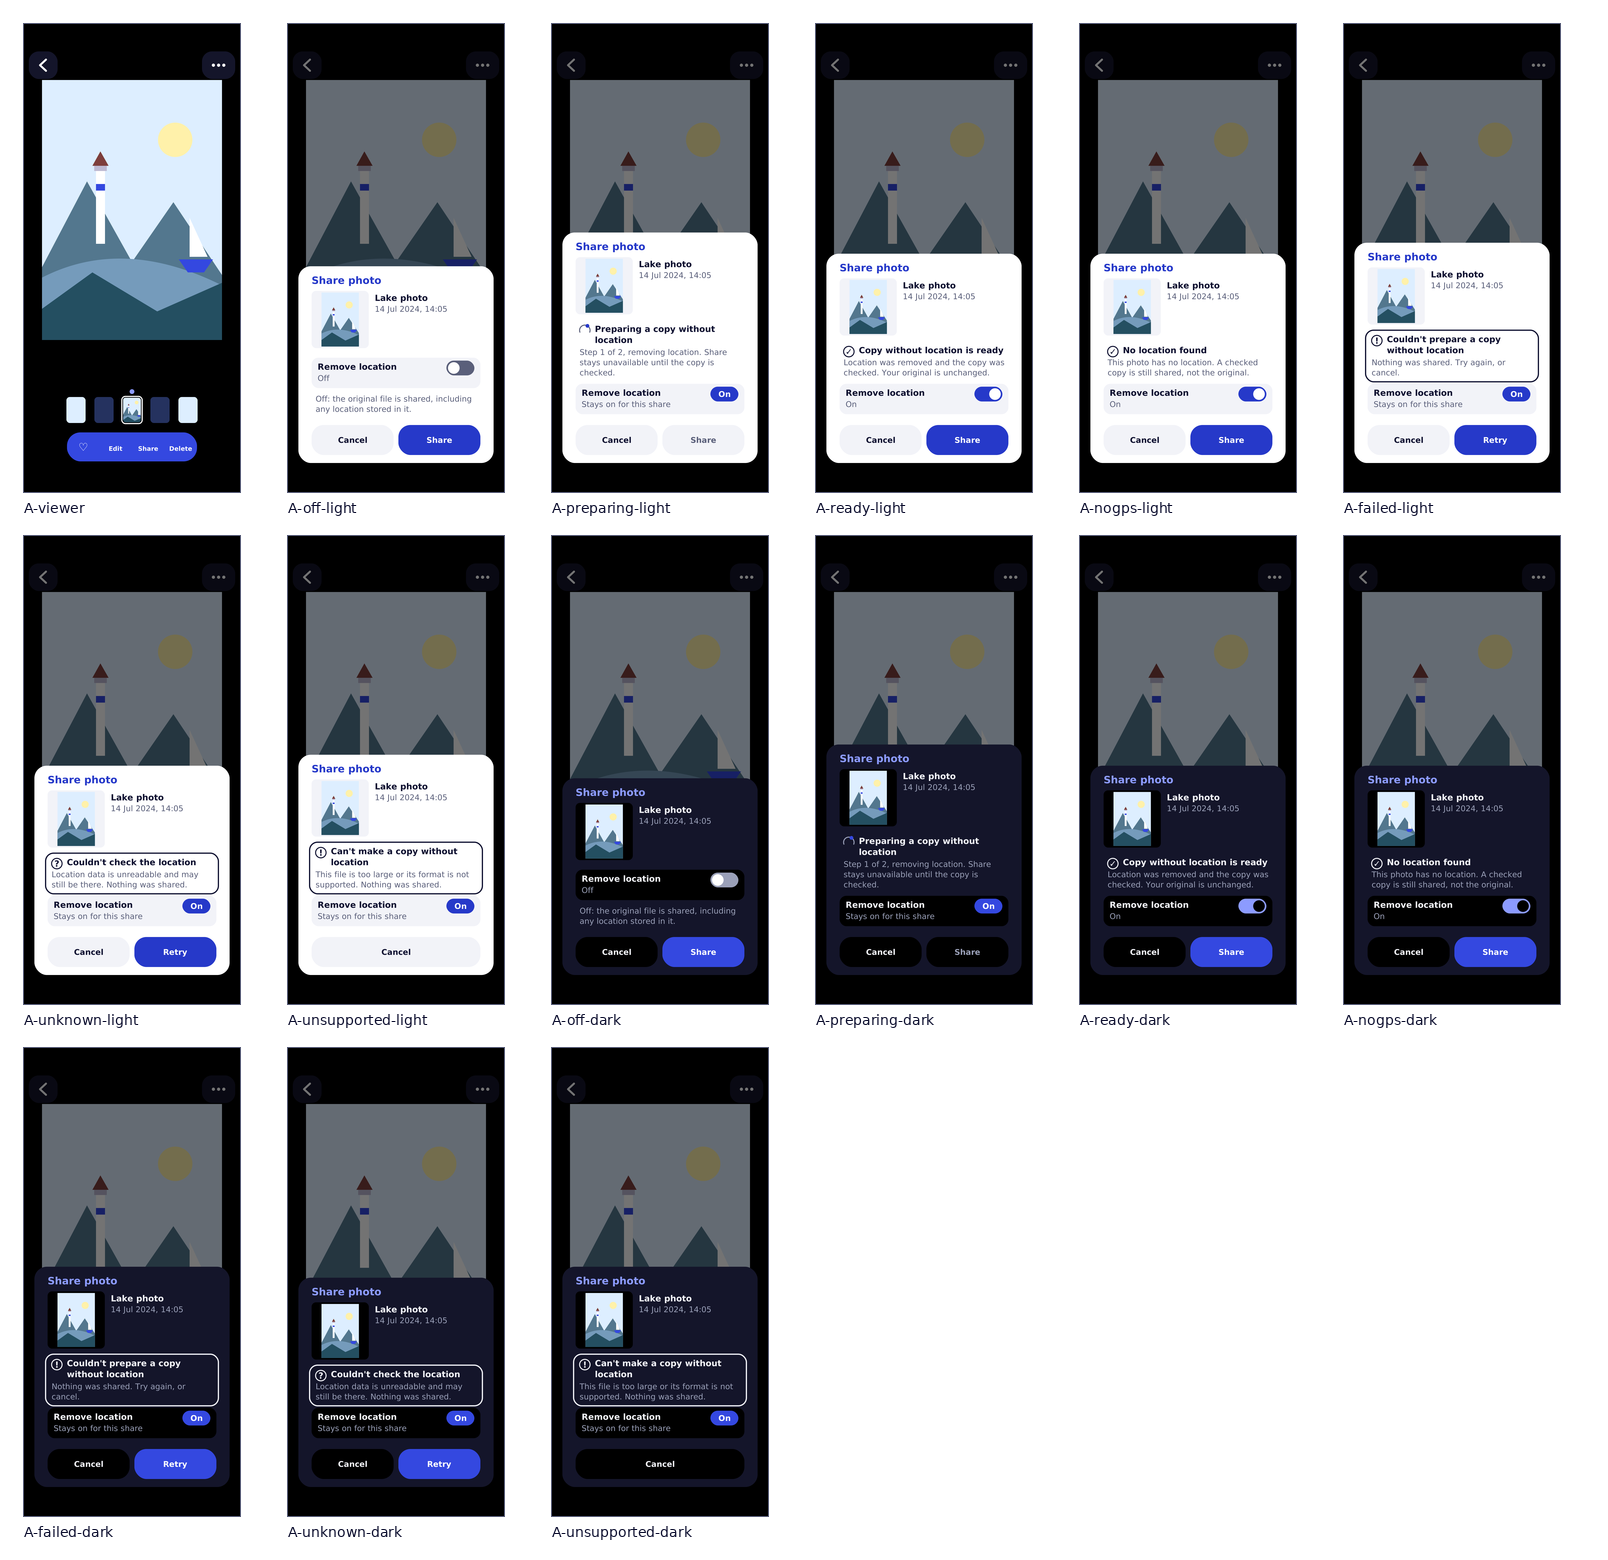 Edit Share Delete
A-viewer
Share photo
Lake photo
14 Jul 2024, 14:05
Remove location
Off
Off: the original file is shared, including
any location stored in it.
Cancel Share
A-off-light
Share photo
Lake photo
14 Jul 2024, 14:05
Preparing a copy without
location
Step 1 of 2, removing location. Share
stays unavailable until the copy is
checked.
Remove location On
Stays on for this share
Cancel Share
A-preparing-light
Share photo
Lake photo
14 Jul 2024, 14:05
Copy without location is ready
Location was removed and the copy was
checked. Your original is unchanged.
Remove location
On
Cancel Share
A-ready-light
Share photo
Lake photo
14 Jul 2024, 14:05
No location found
This photo has no location. A checked
copy is still shared, not the original.
Remove location
On
Cancel Share
A-nogps-light
Share photo
Lake photo
14 Jul 2024, 14:05
Couldn't prepare a copy
without location
Nothing was shared. Try again, or
cancel.
Remove location On
Stays on for this share
Cancel Retry
A-failed-light
Share photo
Lake photo
14 Jul 2024, 14:05
Couldn't check the location
Location data is unreadable and may
still be there. Nothing was shared.
Remove location On
Stays on for this share
Cancel Retry
A-unknown-light
Share photo
Lake photo
14 Jul 2024, 14:05
Can't make a copy without
location
This file is too large or its format is not
supported. Nothing was shared.
Remove location On
Stays on for this share
Cancel
A-unsupported-light
Share photo
Lake photo
14 Jul 2024, 14:05
Remove location
Off
Off: the original file is shared, including
any location stored in it.
Cancel Share
A-off-dark
Share photo
Lake photo
14 Jul 2024, 14:05
Preparing a copy without
location
Step 1 of 2, removing location. Share
stays unavailable until the copy is
checked.
Remove location On
Stays on for this share
Cancel Share
A-preparing-dark
Share photo
Lake photo
14 Jul 2024, 14:05
Copy without location is ready
Location was removed and the copy was
checked. Your original is unchanged.
Remove location
On
Cancel Share
A-ready-dark
Share photo
Lake photo
14 Jul 2024, 14:05
No location found
This photo has no location. A checked
copy is still shared, not the original.
Remove location
On
Cancel Share
A-nogps-dark
Share photo
Lake photo
14 Jul 2024, 14:05
Couldn't prepare a copy
without location
Nothing was shared. Try again, or
cancel.
Remove location On
Stays on for this share
Cancel Retry
A-failed-dark
Share photo
Lake photo
14 Jul 2024, 14:05
Couldn't check the location
Location data is unreadable and may
still be there. Nothing was shared.
Remove location On
Stays on for this share
Cancel Retry
A-unknown-dark
Share photo
Lake photo
14 Jul 2024, 14:05
Can't make a copy without
location
This file is too large or its format is not
supported. Nothing was shared.
Remove location On
Stays on for this share
Cancel
A-unsupported-dark